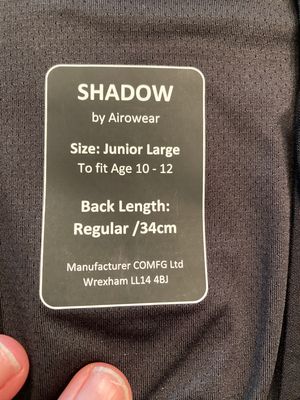 SHADOW
by Airowear
Size: Junior Large
To fit Age 10 - 12
Back Length:
Regular /34cm
Manufacturer COMFG Ltd
Wrexham LL14 4BJ